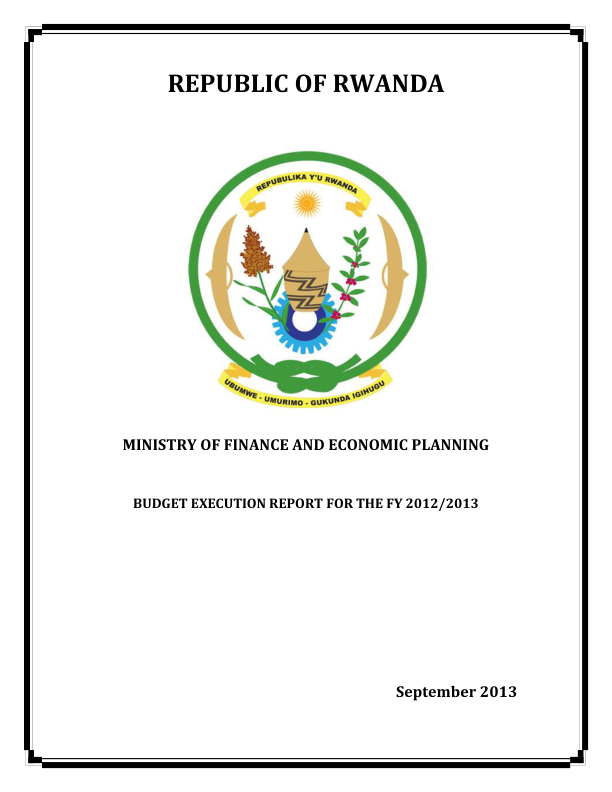 REPUBLIC OF RWANDA
REPUBULIKA Y'U RWANDA
UBUMWE - UMURIMO - GUKUNDA IGIHUGU
MINISTRY OF FINANCE AND ECONOMIC PLANNING
BUDGET EXECUTION REPORT FOR THE FY 2012/2013
September 2013